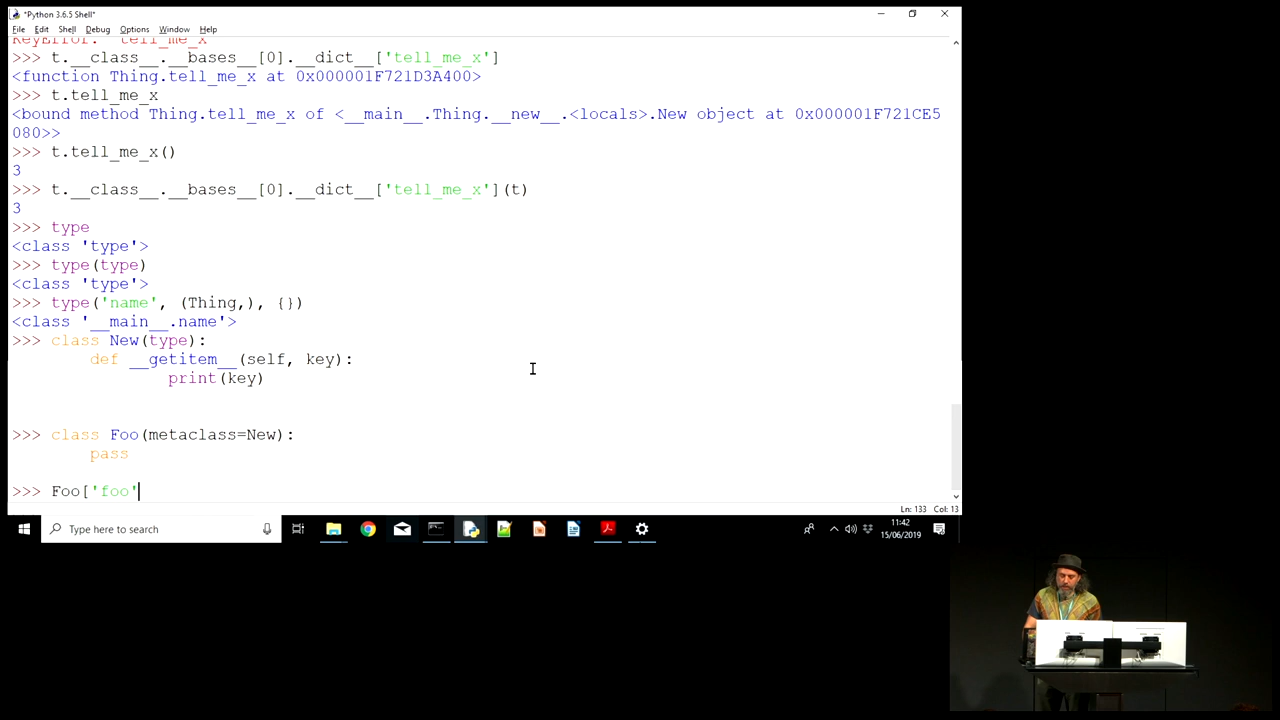 *Python 3.6.5 Shell*
File Edit Shell Debug Options Window Help
KeyError: 'tell_me_x'
>>> t.__class__.__bases__[0].__dict__['tell_me_x']
<function Thing.tell_me_x at 0x000001F721D3A400>
>>> t.tell_me_x
<bound method Thing.tell_me_x of <__main__.Thing.__new__.<locals>.New object at 0x000001F721CE5
080>>
>>> t.tell_me_x()
3
>>> t.__class__.__bases__[0].__dict__['tell_me_x'](t)
3
>>> type
<class 'type'>
>>> type(type)
<class 'type'>
>>> type('name', (Thing,), {})
<class '__main__.name'>
>>> class New(type):
def __getitem__(self, key):
print(key)
>>> class Foo(metaclass=New):
pass
>>> Foo['foo'
Ln: 133 Col: 13
Type here to search
11:42
15/06/2019